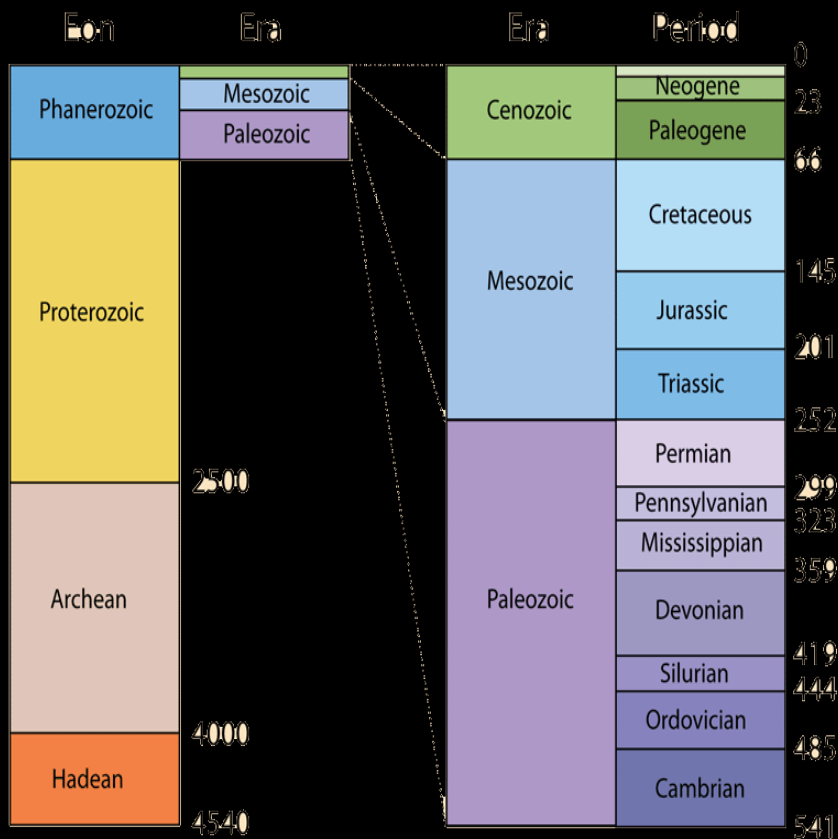 Eon Era Era Period
Phanerozoic
Proterozoic
Archean
Hadean
2500
4000
4540
Mesozoic
Paleozoic
Cenozoic
Mesozoic
Paleozoic
Neogene
Paleogene
Cretaceous
Jurassic
Triassic
Permian
Pennsylvanian
Mississippian
Devonian
Silurian
Ordovician
Cambrian
0
23
66
145
201
252
299
323
359
419
444
485
541